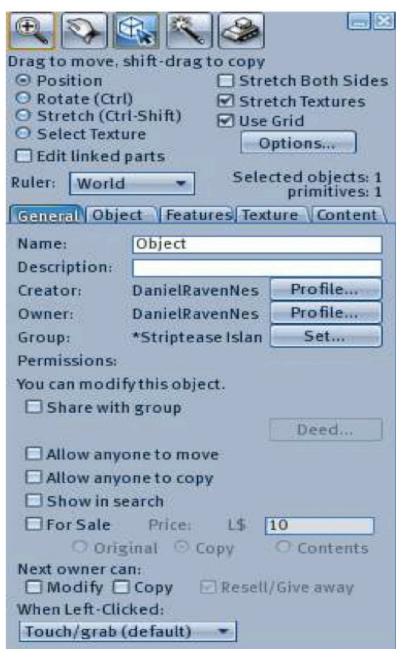 Drag to move, shift-drag to copy
Position
Stretch Both Sides
Rotate (Ctrl)
Stretch Textures
Stretch (Ctrl-Shift)
Use Grid
Select Texture
Options...
Edit linked parts
Ruler: World
Selected objects: 1
primitives: 1
General Object Features Texture Content
Name: Object
Description:
Creator: DanielRavenNes Profile...
Owner: DanielRavenNes Profile...
Group: *Striptease Islan Set...
Permissions:
You can modify this object.
Share with group
Deed...
Allow anyone to move
Allow anyone to copy
Show in search
For Sale Price: L$ 10
Original Copy Contents
Next owner can:
Modify Copy Resell/Give away
When Left-Clicked:
Touch/grab (default)